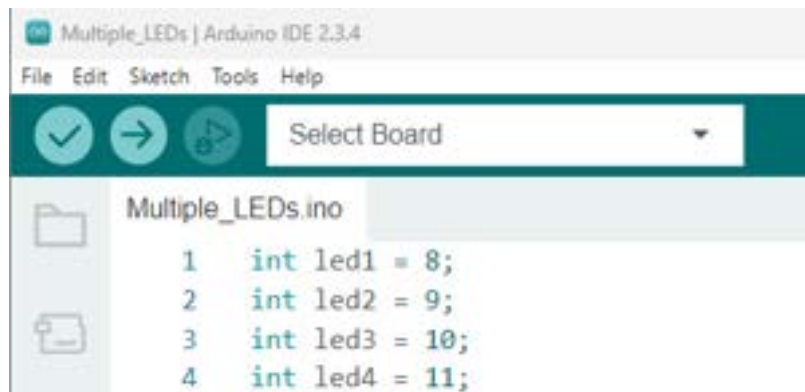 Multiple_LEDs | Arduino IDE 2.3.4
File Edit Sketch Tools Help
Select Board
Multiple_LEDs.ino
1 int led1 = 8;
2 int led2 = 9;
3 int led3 = 10;
4 int led4 = 11;